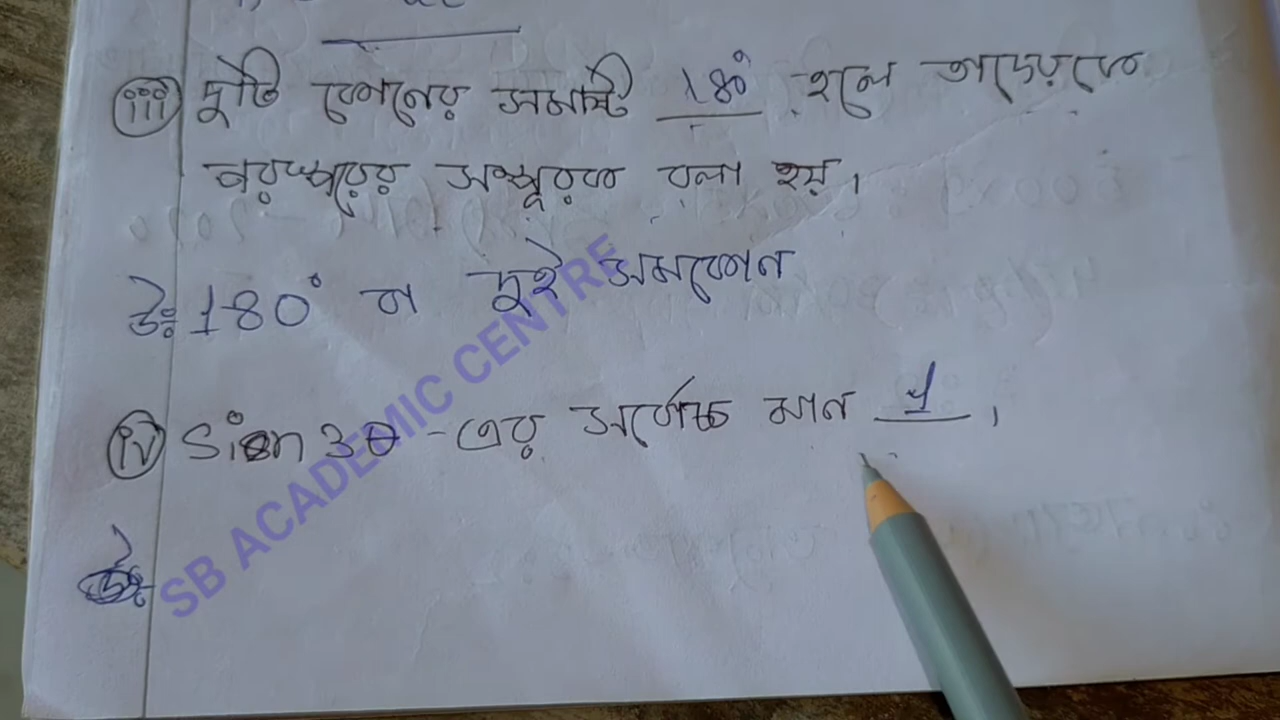 (iii) দুটি কোনের সমষ্টি ১৪০° হলে তাদেরকে
পরস্পরের সম্পূরক বলা হয়।
উঃ 180° বা দুই সমকোন
(iv) Sin 3θ -এর সর্বোচ্চ মান 1 ।
উঃ
SB ACADEMIC CENTRE